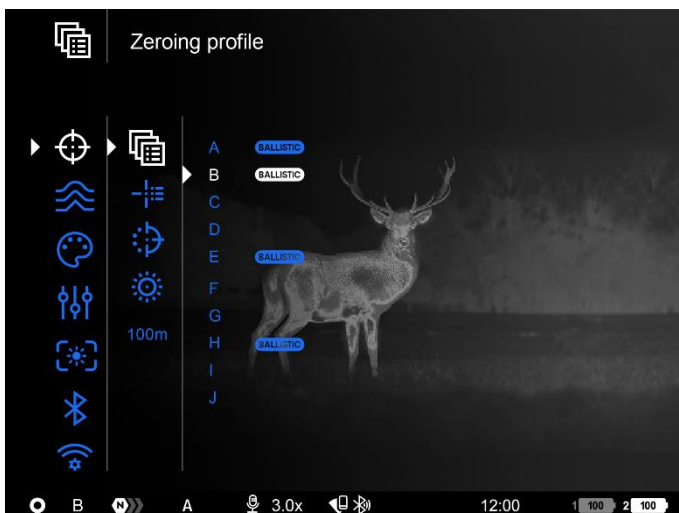 Zeroing profile
A BALLISTIC
B BALLISTIC
C
D
E BALLISTIC
F
G
100m
H BALLISTIC
I
J
B N A 3.0x 12:00 1 100 2 100